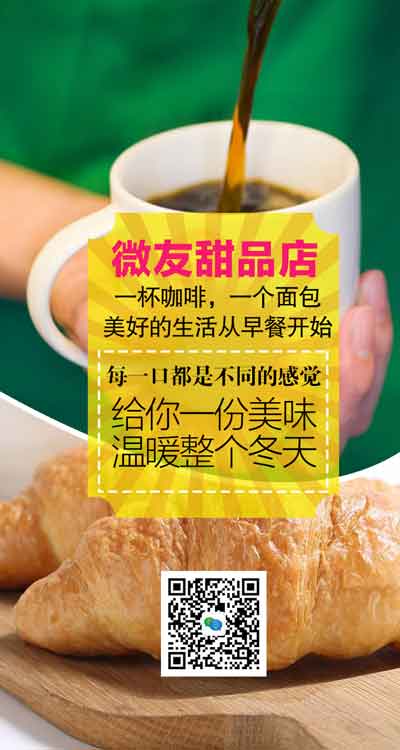 微友甜品店
一杯咖啡，一个面包
美好的生活从早餐开始
每一口都是不同的感觉
给你一份美味
温暖整个冬天